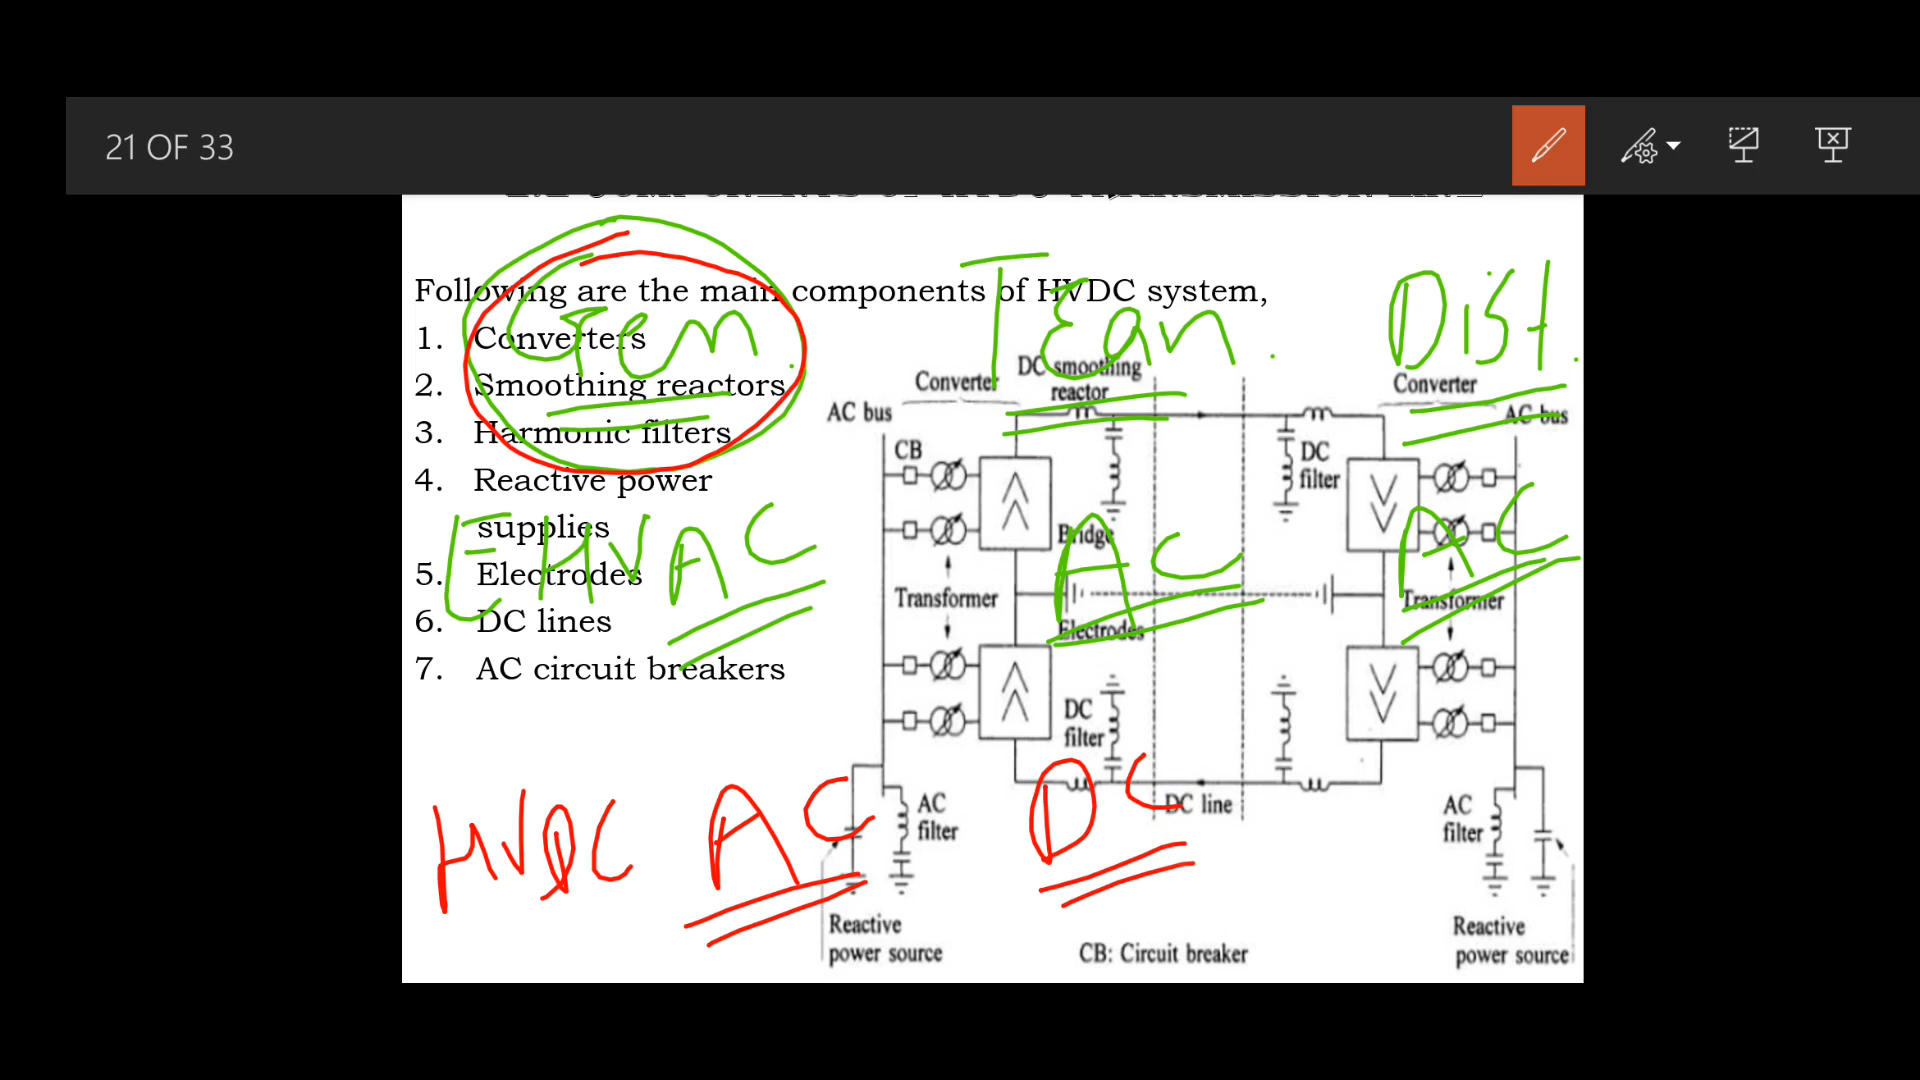 21 OF 33
Following are the main components of HVDC system,
1. Converters
2. Smoothing reactors
3. Harmonic filters
4. Reactive power
supplies
5. Electrodes
6. DC lines
7. AC circuit breakers
Gen.
Tran.
Dist.
EHVAC
AC
AC
HVDC
AC
DC
AC bus
Converter
DC smoothing
reactor
Converter
AC bus
CB
DC
filter
Bridge
Transformer
Electrodes
Transformer
DC
filter
DC line
AC
filter
AC
filter
Reactive
power source
CB: Circuit breaker
Reactive
power source